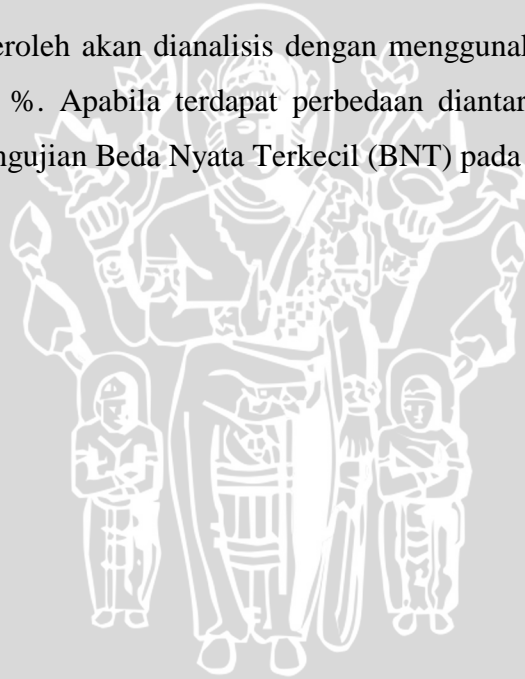 eroleh akan dianalisis dengan menggunak
%. Apabila terdapat perbedaan diantar
ngujian Beda Nyata Terkecil (BNT) pada